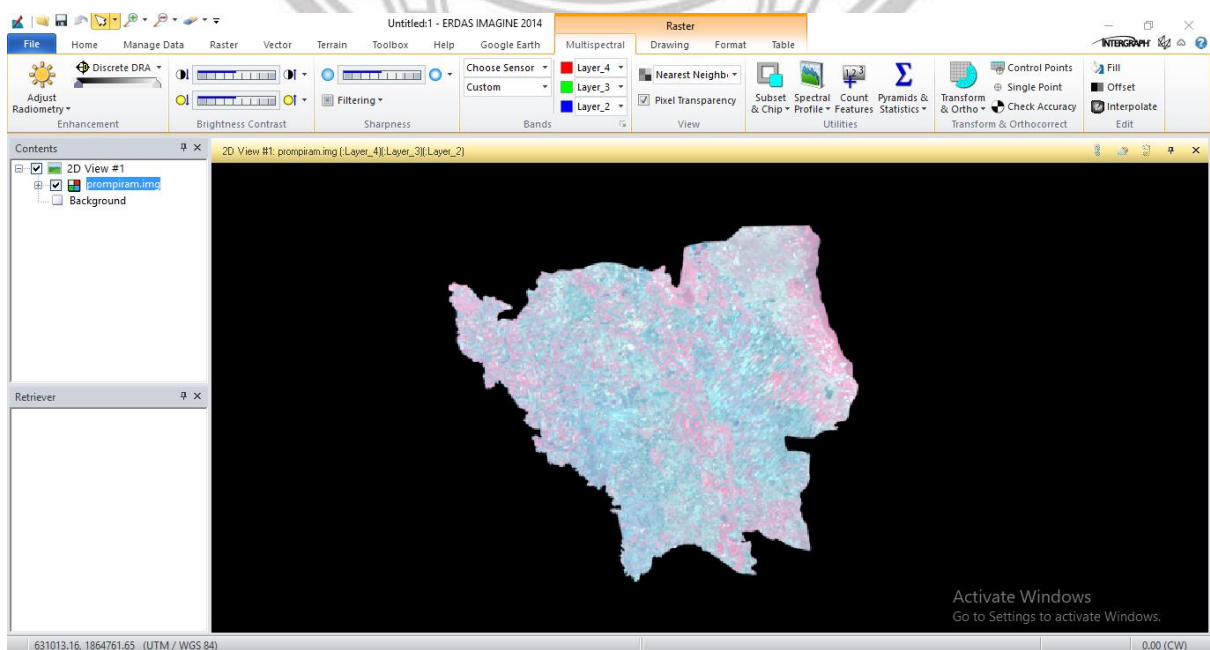 Untitled:1 - ERDAS IMAGINE 2014
Raster
File Home Manage Data Raster Vector Terrain Toolbox Help Google Earth Multispectral Drawing Format Table
INTERGRAPH
Adjust Radiometry
Discrete DRA
Enhancement
Brightness Contrast
Filtering
Sharpness
Choose Sensor
Custom
Layer_4
Layer_3
Layer_2
Bands
Nearest Neighb
Pixel Transparency
View
Subset & Chip
Spectral Profile
Count Features
Pyramids & Statistics
Utilities
Transform & Ortho
Control Points
Single Point
Check Accuracy
Transform & Orthocorrect
Fill
Offset
Interpolate
Edit
Contents
2D View #1
prompiram.img
Background
Retriever
2D View #1: prompiram.img (:Layer_4)(:Layer_3)(:Layer_2)
Activate Windows
Go to Settings to activate Windows.
631013.16, 1864761.65 (UTM / WGS 84)
0.00 (CW)